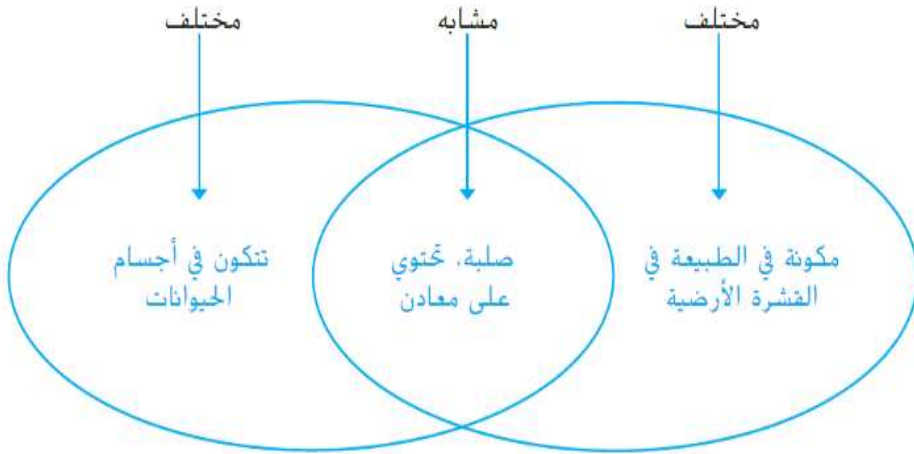 مختلف
مشابه
مختلف
مكونة في الطبيعة في
القشرة الأرضية
صلبة، تحتوي
على معادن
تتكون في أجسام
الحيوانات